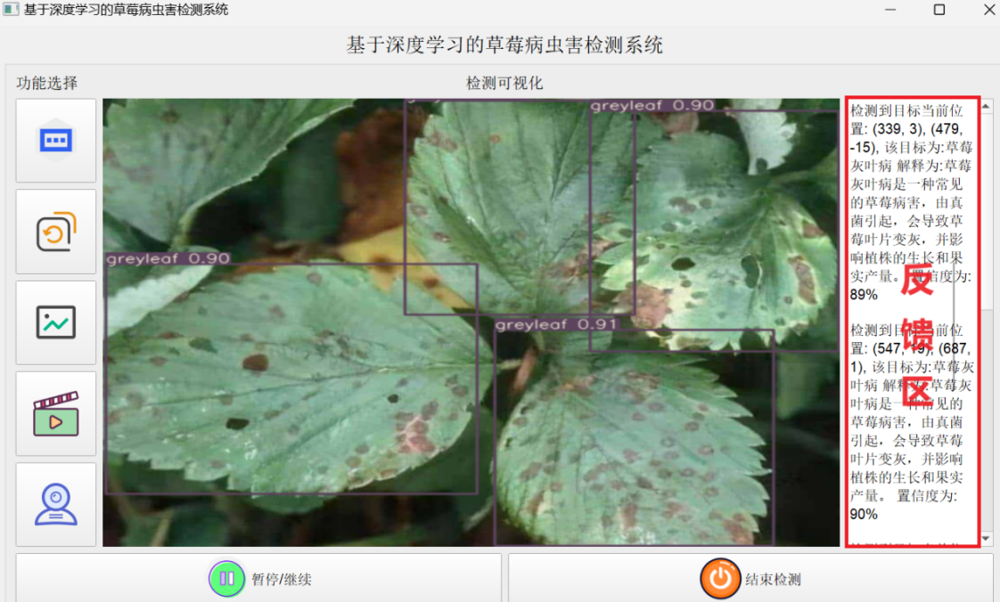 基于深度学习的草莓病虫害检测系统
基于深度学习的草莓病虫害检测系统
功能选择
检测可视化
greyleaf 0.90
greyleaf 0.90
greyleaf 0.91
检测到目标当前位
置: (339, 3), (479,
-15), 该目标为:草莓
灰叶病 解释为:草莓
灰叶病是一种常见
的草莓病害，由真
菌引起，会导致草
莓叶片变灰，并影
响植株的生长和果
实产量。 置信度为:
89%
检测到目标当前位
置: (547, 19), (687,
1), 该目标为:草莓灰
叶病 解释为:草莓灰
叶病是一种常见的
草莓病害，由真菌
引起，会导致草莓
叶片变灰，并影响
植株的生长和果实
产量。 置信度为:
90%
反
馈
区
暂停/继续
结束检测